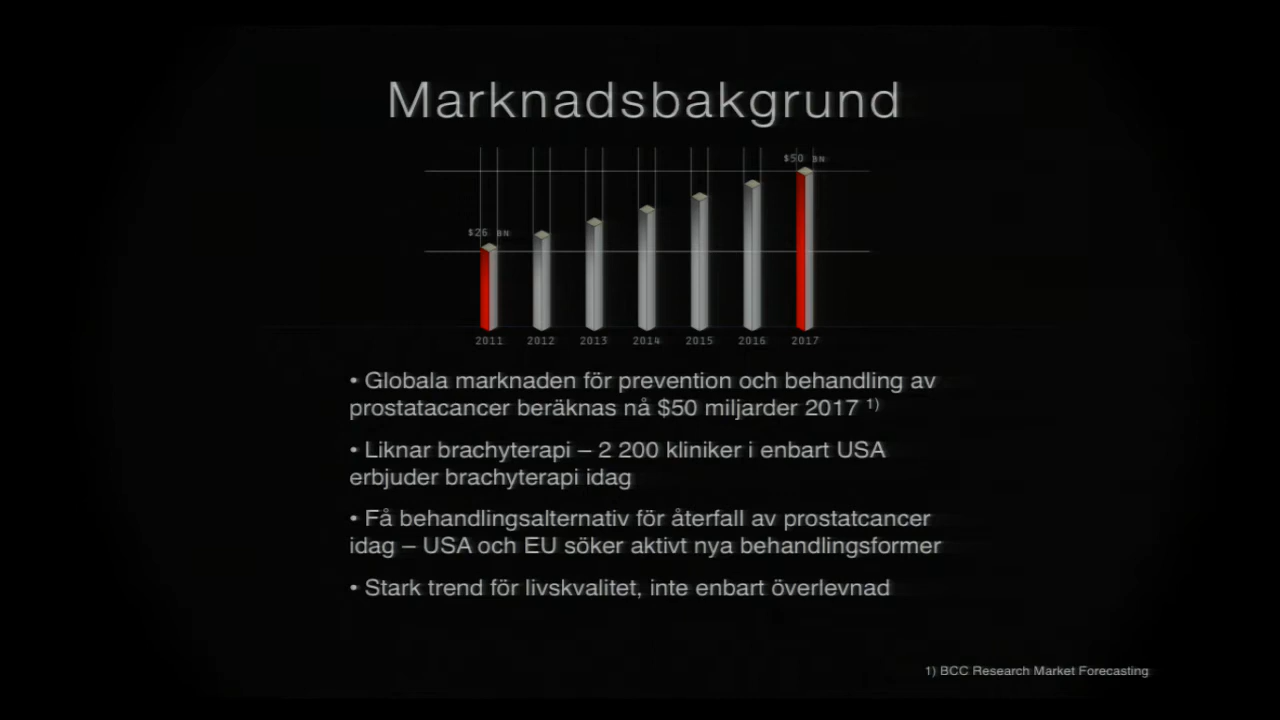 Marknadsbakgrund
$50 BN
$26 BN
2011 2012 2013 2014 2015 2016 2017
• Globala marknaden för prevention och behandling av
prostatacancer beräknas nå $50 miljarder 2017 1)
• Liknar brachyterapi – 2 200 kliniker i enbart USA
erbjuder brachyterapi idag
• Få behandlingsalternativ för återfall av prostatcancer
idag – USA och EU söker aktivt nya behandlingsformer
• Stark trend för livskvalitet, inte enbart överlevnad
1) BCC Research Market Forecasting